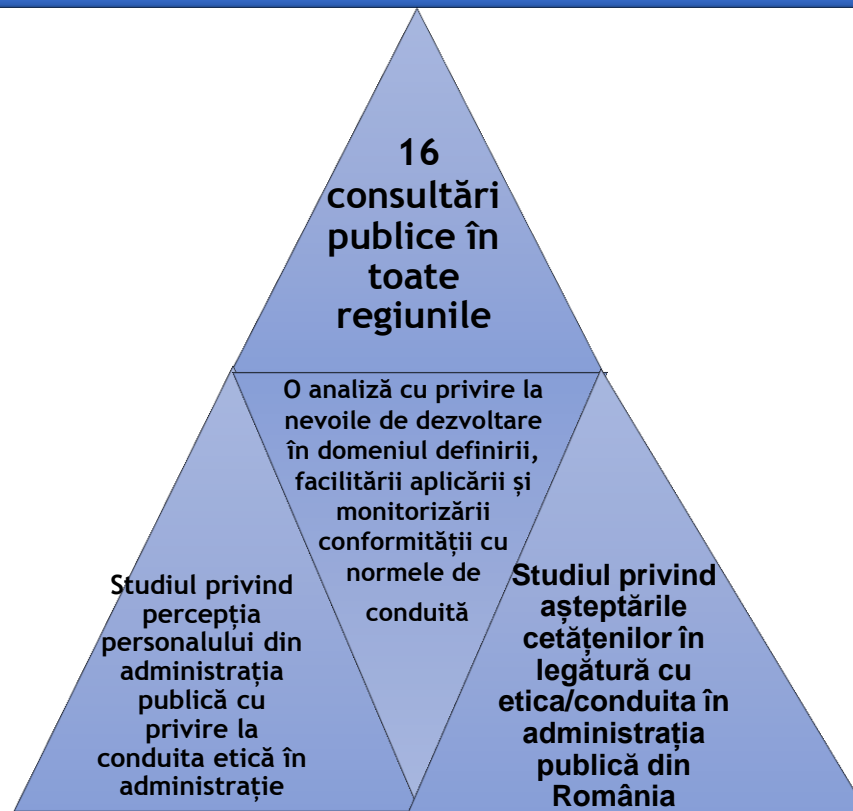 16
consultări
publice în
toate
regiunile
O analiză cu privire la
nevoile de dezvoltare
în domeniul definirii,
facilitării aplicării și
monitorizării
conformității cu
normele de
conduită
Studiul privind
percepția
personalului din
administrația
publică cu
privire la
conduita etică în
administrație
Studiul privind
așteptările
cetățenilor în
legătură cu
etica/conduita în
administrația
publică din
România